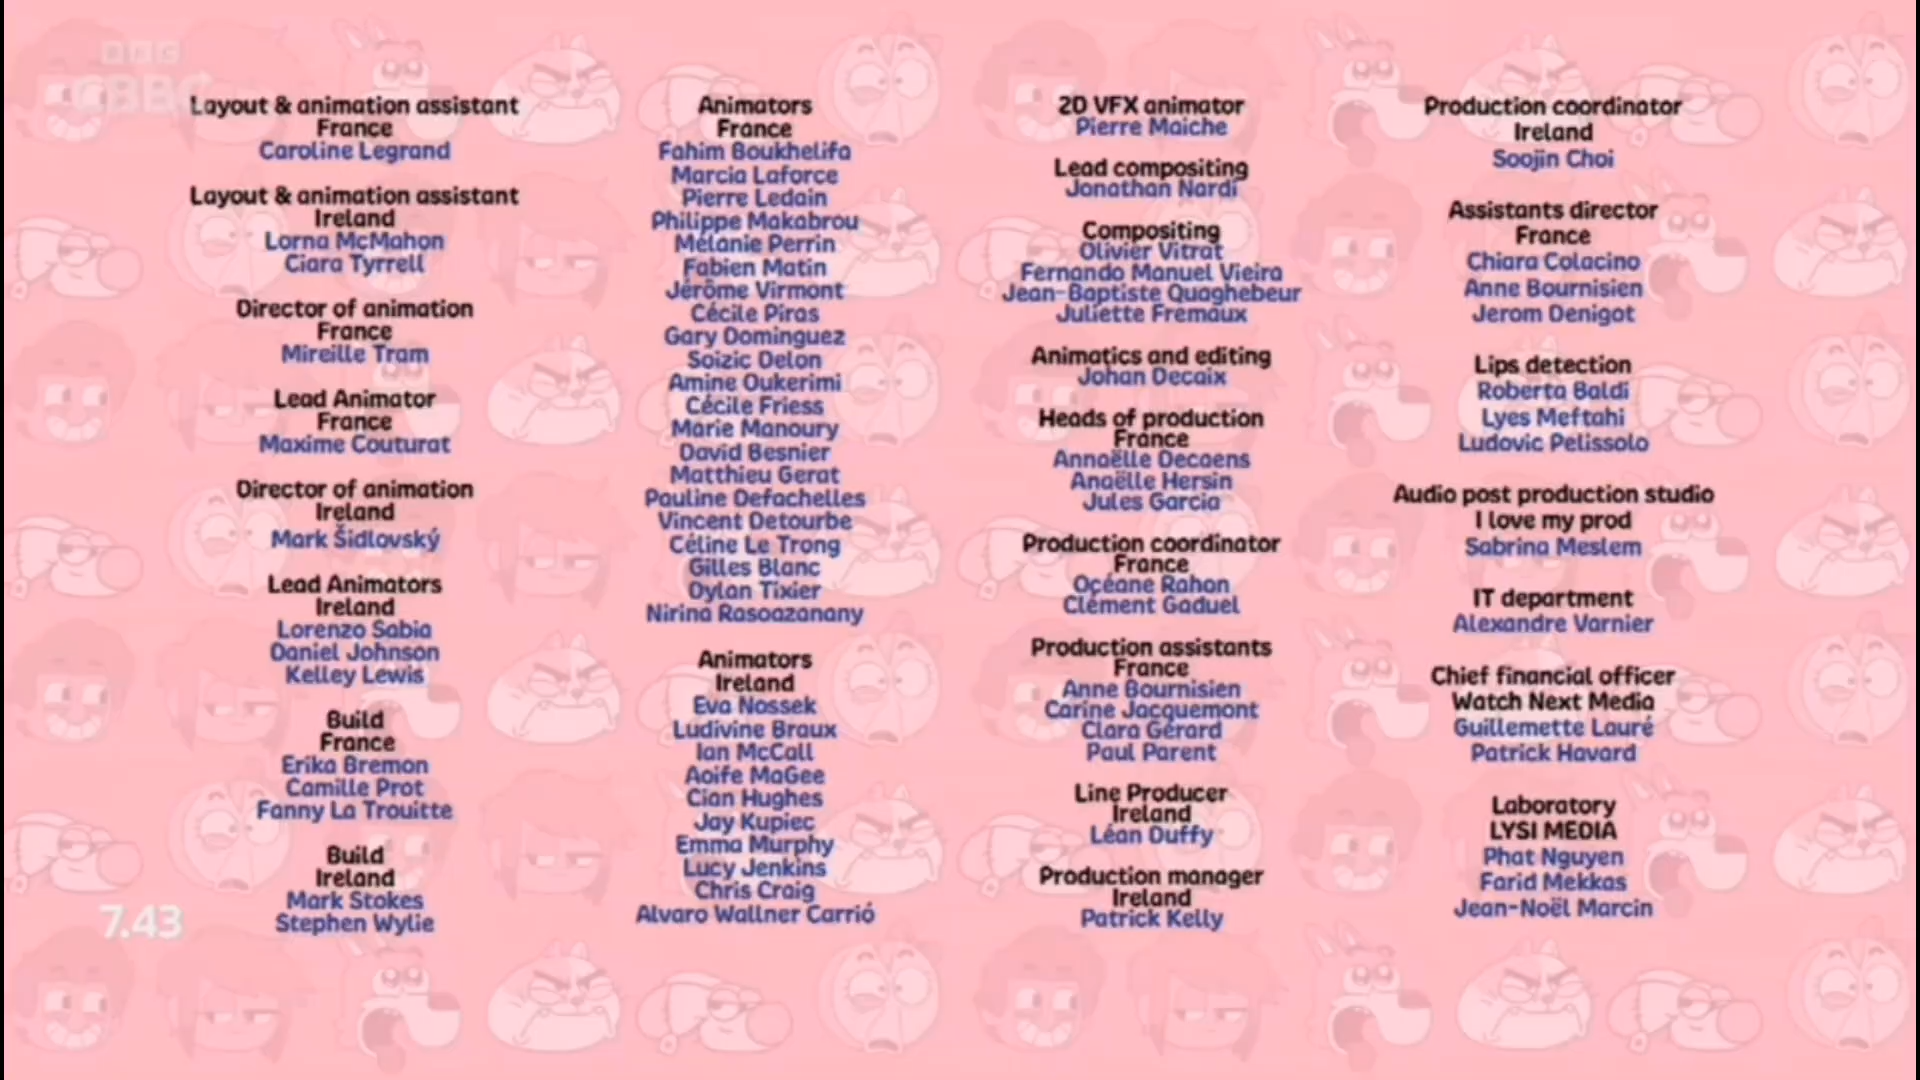 BBC
CBBC
Layout & animation assistant
France
Caroline Legrand
Layout & animation assistant
Ireland
Lorna McMahon
Ciara Tyrrell
Director of animation
France
Mireille Tram
Lead Animator
France
Maxime Couturat
Director of animation
Ireland
Mark Šidlovský
Lead Animators
Ireland
Lorenzo Sabia
Daniel Johnson
Kelley Lewis
Build
France
Erika Bremon
Camille Prot
Fanny La Trouitte
Build
Ireland
Mark Stokes
Stephen Wylie
7.43
Animators
France
Fahim Boukhelifa
Marcia Laforce
Pierre Ledain
Philippe Makabrou
Mélanie Perrin
Fabien Matin
Jérôme Virmont
Cécile Piras
Gary Dominguez
Soizic Delon
Amine Oukerimi
Cécile Friess
Marie Manoury
David Besnier
Matthieu Gerat
Pauline Defachelles
Vincent Detourbe
Céline Le Trong
Gilles Blanc
Dylan Tixier
Nirina Rasoazanany
Animators
Ireland
Eva Nossek
Ludivine Braux
Ian McCall
Aoife MaGee
Cian Hughes
Jay Kupiec
Emma Murphy
Lucy Jenkins
Chris Craig
Alvaro Wallner Carrió
2D VFX animator
Pierre Maiche
Lead compositing
Jonathan Nardi
Compositing
Olivier Vitrat
Fernando Manuel Vieira
Jean-Baptiste Quaghebeur
Juliette Fremaux
Animatics and editing
Johan Decaix
Heads of production
France
Annaëlle Decaens
Anaëlle Hersin
Jules Garcia
Production coordinator
France
Océane Rahon
Clément Gaduel
Production assistants
France
Anne Bournisien
Carine Jacquemont
Clara Gérard
Paul Parent
Line Producer
Ireland
Léan Duffy
Production manager
Ireland
Patrick Kelly
Production coordinator
Ireland
Soojin Choi
Assistants director
France
Chiara Colacino
Anne Bournisien
Jerom Denigot
Lips detection
Roberta Baldi
Lyes Meftahi
Ludovic Pelissolo
Audio post production studio
I love my prod
Sabrina Meslem
IT department
Alexandre Varnier
Chief financial officer
Watch Next Media
Guillemette Lauré
Patrick Havard
Laboratory
LYSI MEDIA
Phat Nguyen
Farid Mekkas
Jean-Noël Marcin